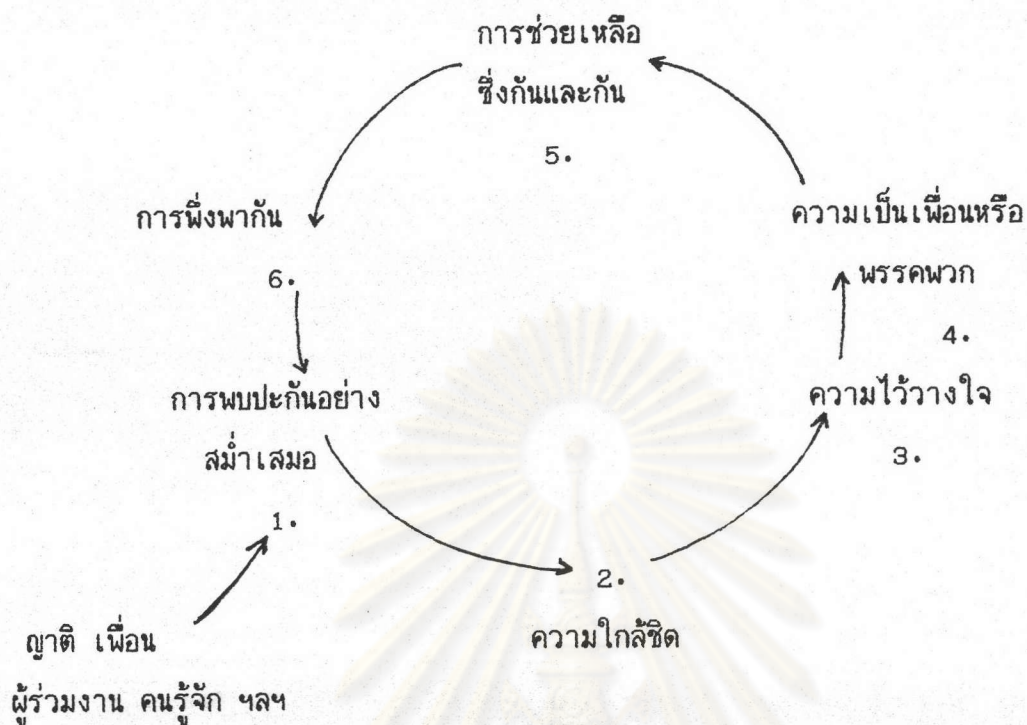 การช่วยเหลือ
ซึ่งกันและกัน
5.
การพึ่งพากัน
6.
ความเป็นเพื่อนหรือ
พรรคพวก
4.
การพบปะกันอย่าง
สม่ำเสมอ
1.
ความไว้วางใจ
3.
2.
ความใกล้ชิด
ญาติ เพื่อน
ผู้ร่วมงาน คนรู้จัก ฯลฯ